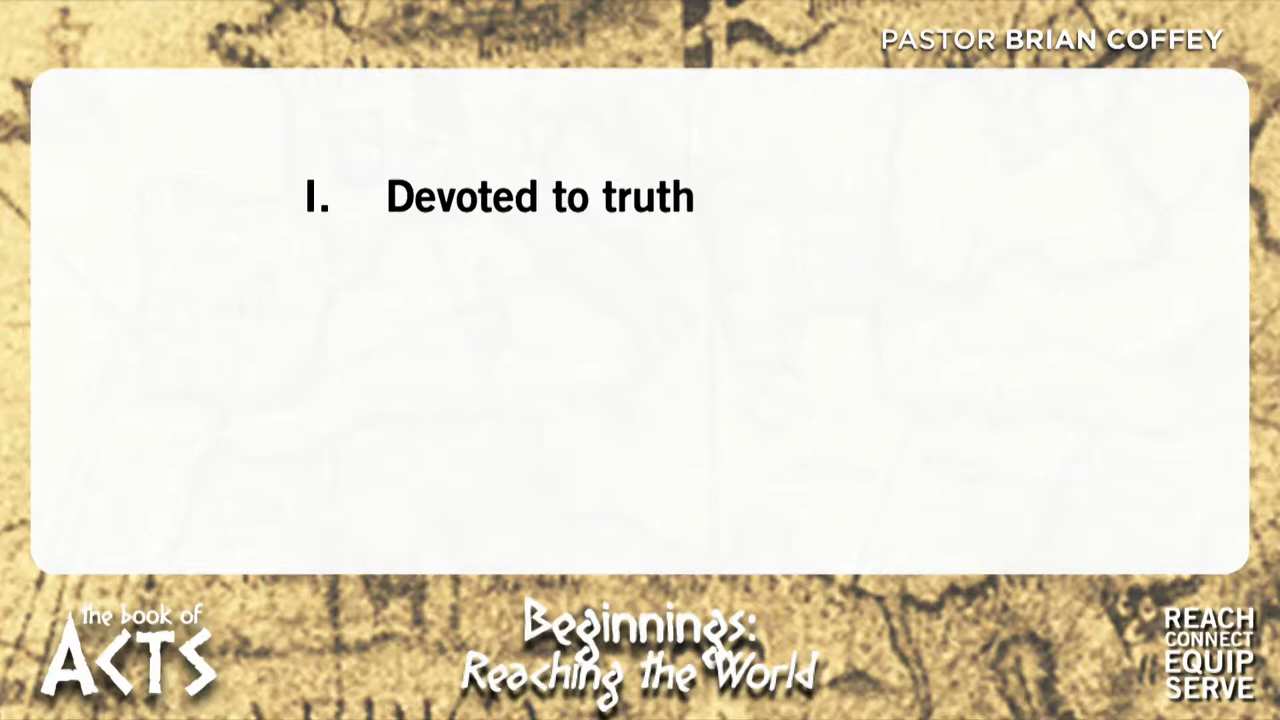 PASTOR BRIAN COFFEY
I. Devoted to truth
the book of
ACTS
Beginnings:
Reaching the World
REACH
CONNECT
EQUIP
SERVE